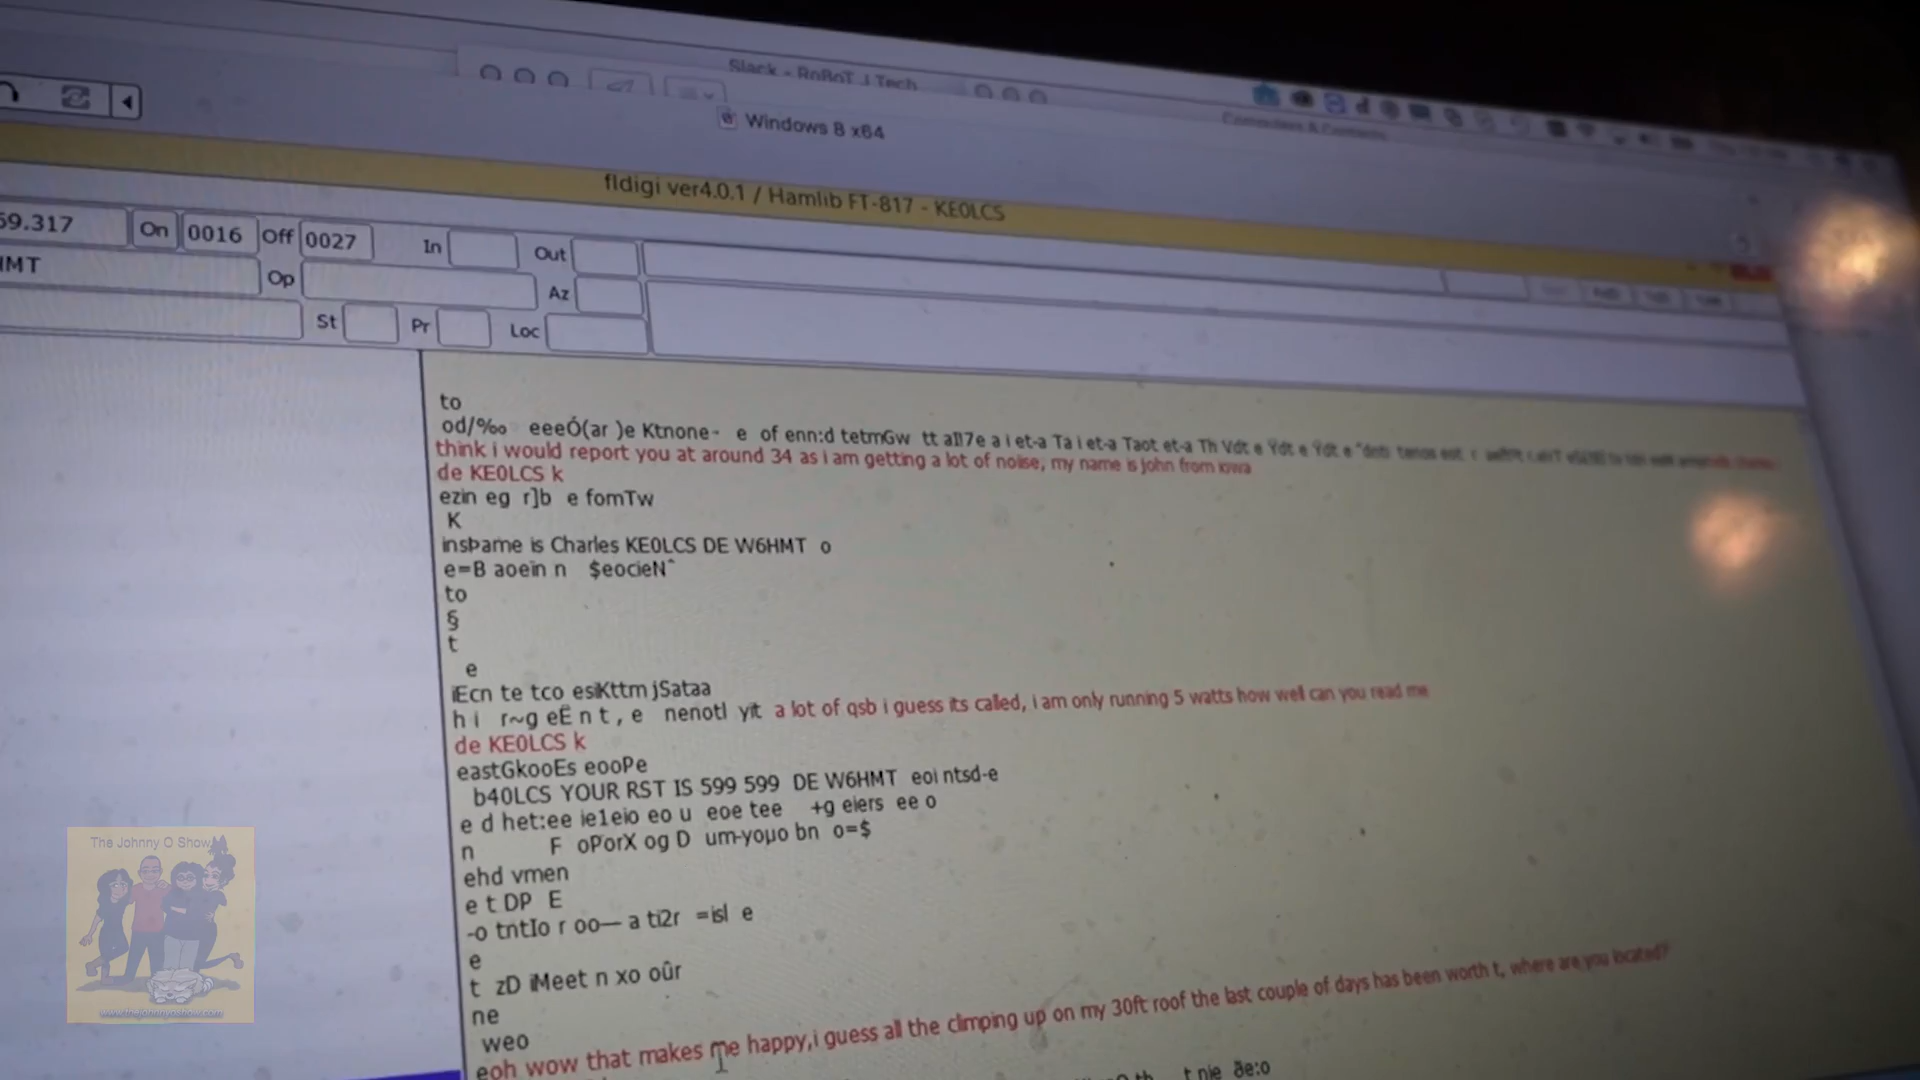 Slack - RoBoT J Tech
Windows 8 x64
fldigi ver4.0.1 / Hamlib FT-817 - KE0LCS
59.317 On 0016 Off 0027 In Out
HMT Op Az
St Pr Loc
to
od/‰ eeeÓ(ar )e Ktnone- e of enn:d tetmGw tt all7e a i et-a Ta i et-a Taot et-a Th Vdt e Ydt e Ydt e
think i would report you at around 34 as i am getting a lot of noiise, my name is john from iowa
de KE0LCS k
ezin eg r]b e fomTw
K
insÞame is Charles KE0LCS DE W6HMT o
e=B aoein n $eocieN^
to
§
t
e
iEcn te tco esiKttm jSataa
h i r~g eË n t , e nenotl yit a lot of qsb i guess its called, i am only running 5 watts how well can you read me
de KE0LCS k
eastGkooEs eooPe
b40LCS YOUR RST IS 599 599 DE W6HMT eoi ntsd-e
e d het:ee ie1eio eo u eoe tee +g eiers ee o
n F oPorX og D um-yoµo bn o=$
ehd vmen
e t DP E
-o tntIo r oo— a ti2r =isl e
e
t zD iMeet n xo oûr
ne
weo
eoh wow that makes me happy,i guess all the climping up on my 30ft roof the last couple of days has been worth t, where are you located?
t nie ðe:o
The Johnny O Show
www.thejohnnyoshow.com